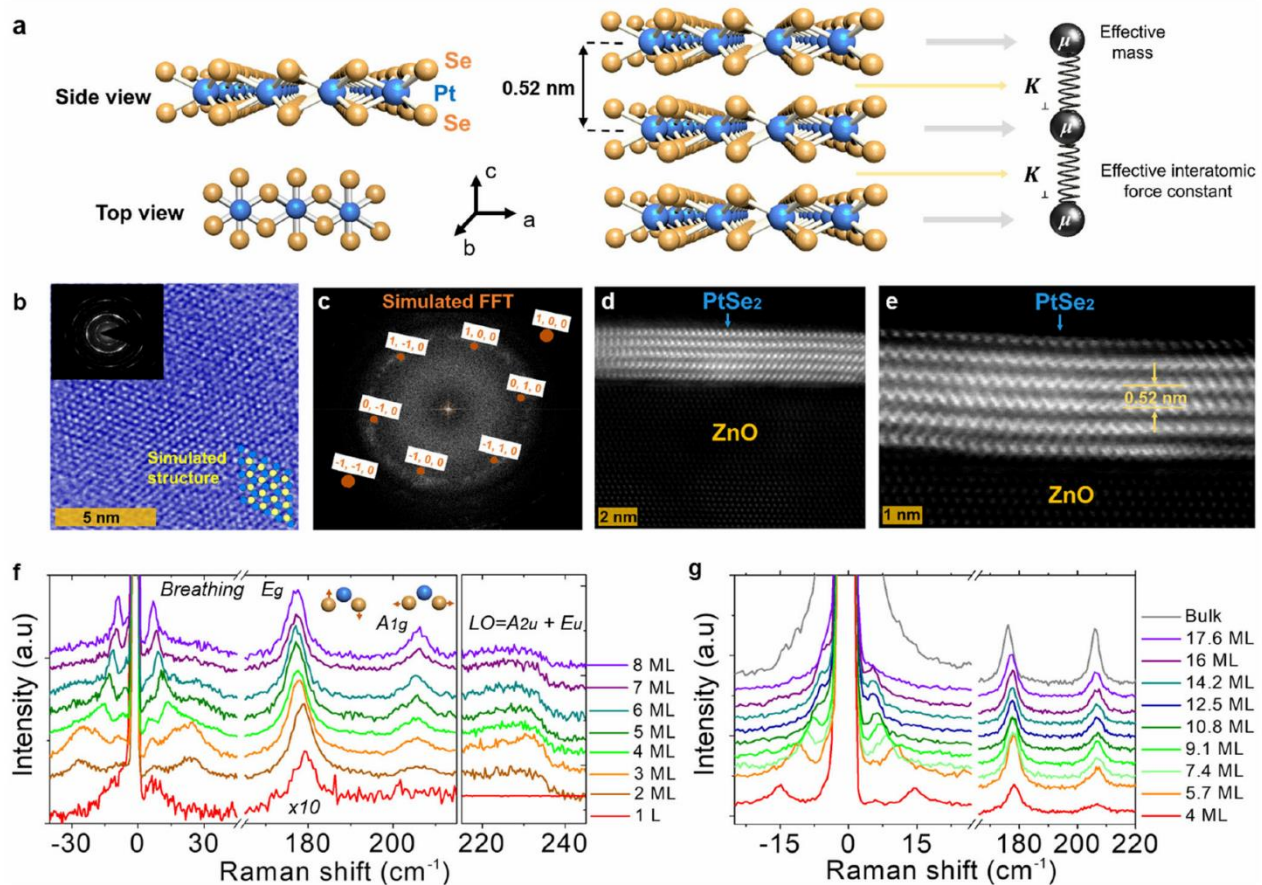 a
Side view
Se
Pt
Se
Top view
c
a
b
0.52 nm
K⊥
K⊥
μ
μ
μ
Effective
mass
Effective interatomic
force constant
b
Simulated
structure
5 nm
c
Simulated FFT
1, 0, 0
1, 0, 0
1, -1, 0
0, 1, 0
0, -1, 0
-1, 1, 0
-1, 0, 0
-1, -1, 0
d
PtSe₂
ZnO
2 nm
e
PtSe₂
0.52 nm
ZnO
1 nm
f
Breathing
Eg
A1g
LO=A2u + Eu
x10
8 ML
7 ML
6 ML
5 ML
4 ML
3 ML
2 ML
1 L
Intensity (a.u)
-30 0 30 180 200 220 240
Raman shift (cm⁻¹)
g
Bulk
17.6 ML
16 ML
14.2 ML
12.5 ML
10.8 ML
9.1 ML
7.4 ML
5.7 ML
4 ML
Intensity (a.u)
-15 0 15 180 200 220
Raman shift (cm⁻¹)